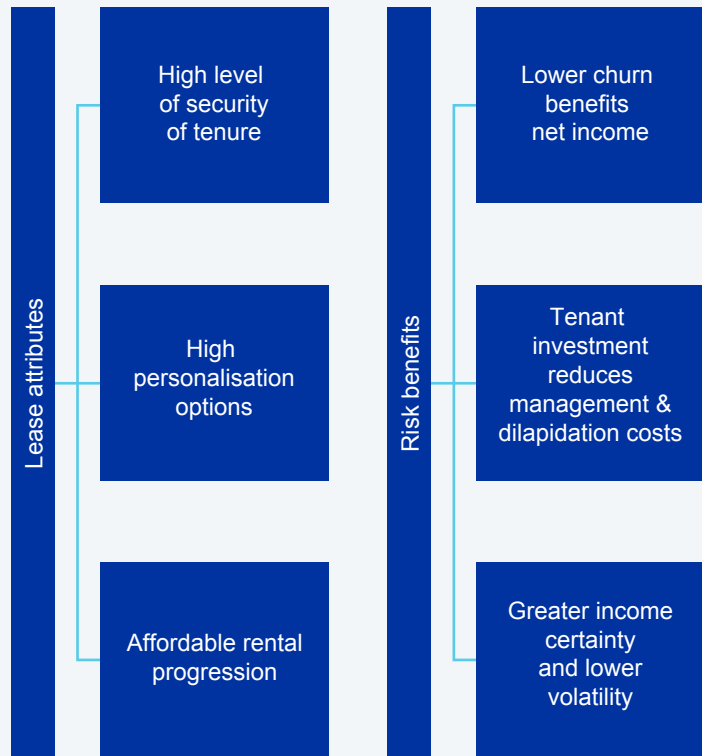 Lease attributes
High level
of security
of tenure
High
personalisation
options
Affordable rental
progression
Risk benefits
Lower churn
benefits
net income
Tenant
investment
reduces
management &
dilapidation costs
Greater income
certainty
and lower
volatility